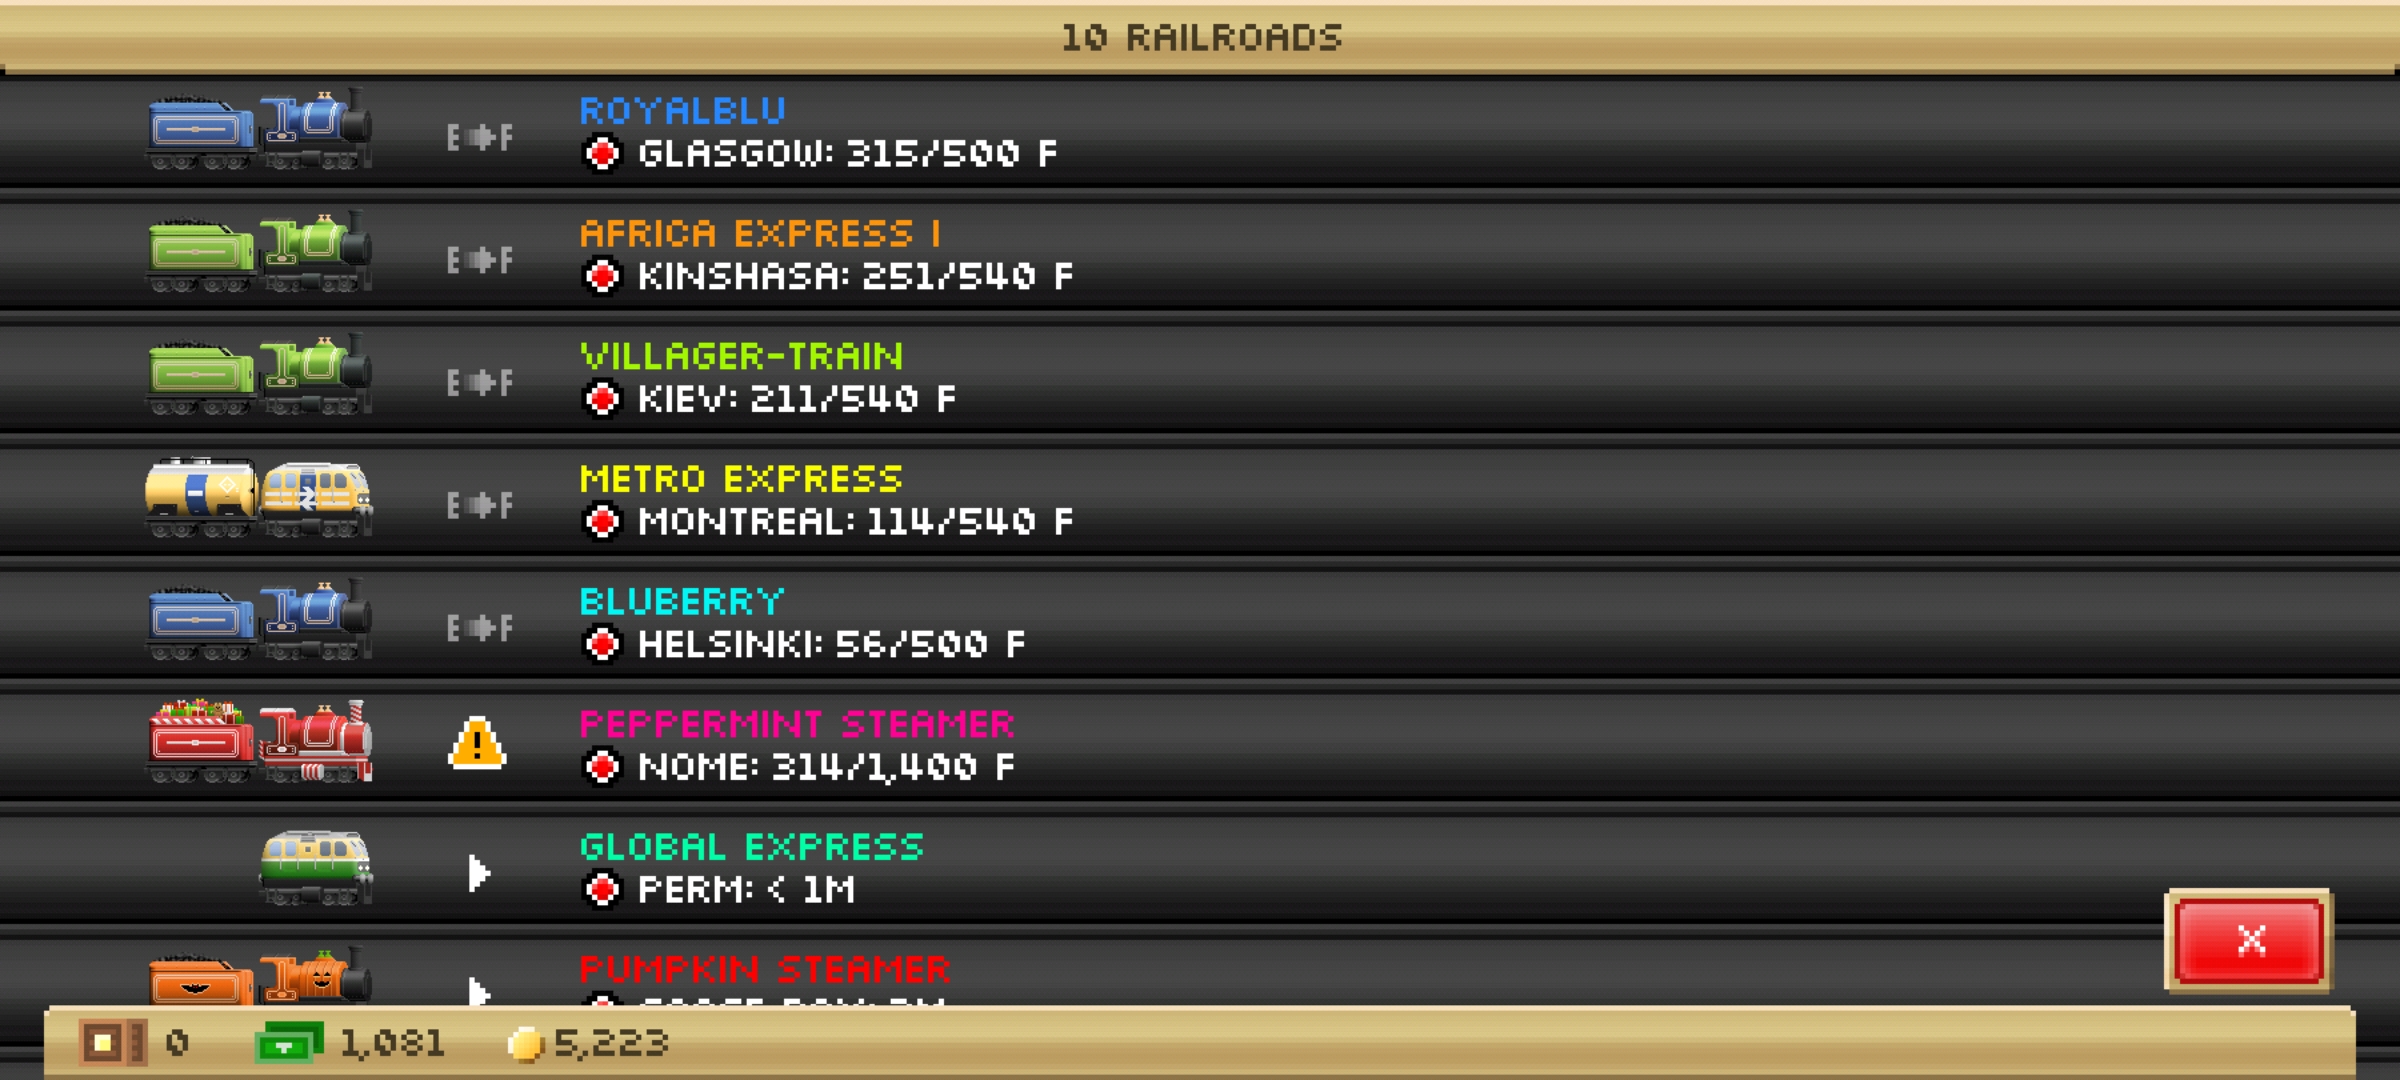 10 RAILROADS
E F
ROYALBLU
GLASGOW: 315/500 F
E F
AFRICA EXPRESS I
KINSHASA: 251/540 F
E F
VILLAGER-TRAIN
KIEV: 211/540 F
E F
METRO EXPRESS
MONTREAL: 114/540 F
E F
BLUBERRY
HELSINKI: 56/500 F
PEPPERMINT STEAMER
NOME: 314/1,400 F
GLOBAL EXPRESS
PERM: < 1M
PUMPKIN STEAMER
X
0 1,081 5,223